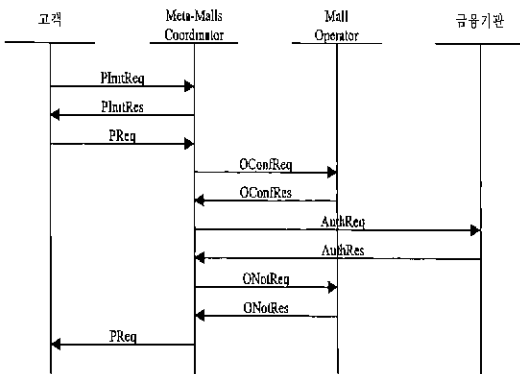 고객
Meta-Malls
Coordinator
Mall
Operator
금융기관
PInitReq
PInitRes
PReq
OConfReq
OConfRes
AuthReq
AuthRes
ONotReq
ONotRes
PReq